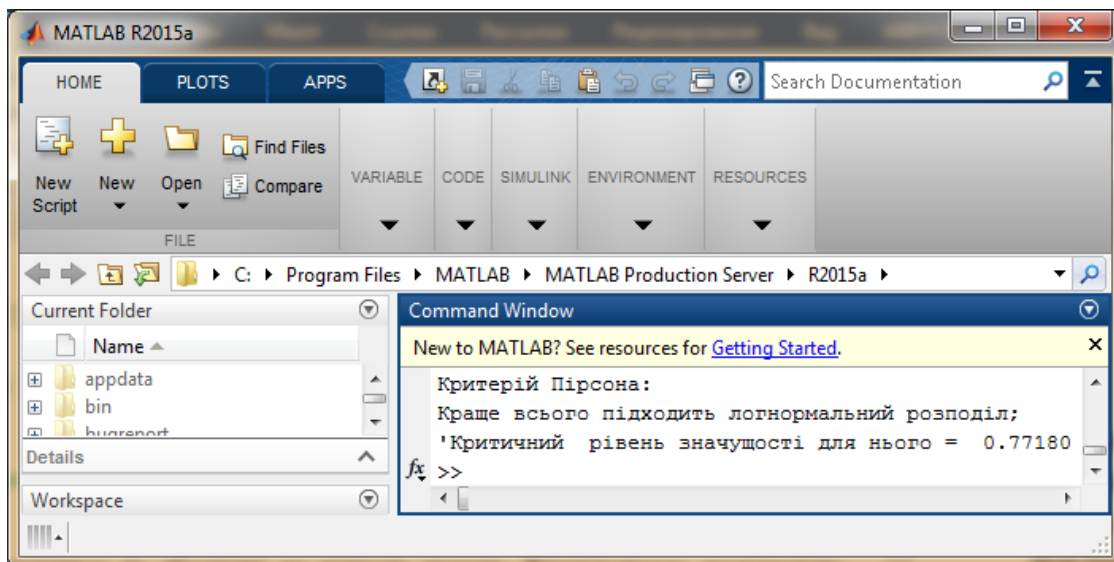 MATLAB R2015a
HOME PLOTS APPS Search Documentation
New Script New Open Find Files Compare
FILE VARIABLE CODE SIMULINK ENVIRONMENT RESOURCES
C: Program Files MATLAB MATLAB Production Server R2015a
Current Folder
Name
appdata
bin
bugreport
Details
Workspace
Command Window
New to MATLAB? See resources for Getting Started.
Критерій Пірсона:
Краще всього підходить логнормальний розподіл;
'Критичний рівень значущості для нього = 0.77180
fx >>